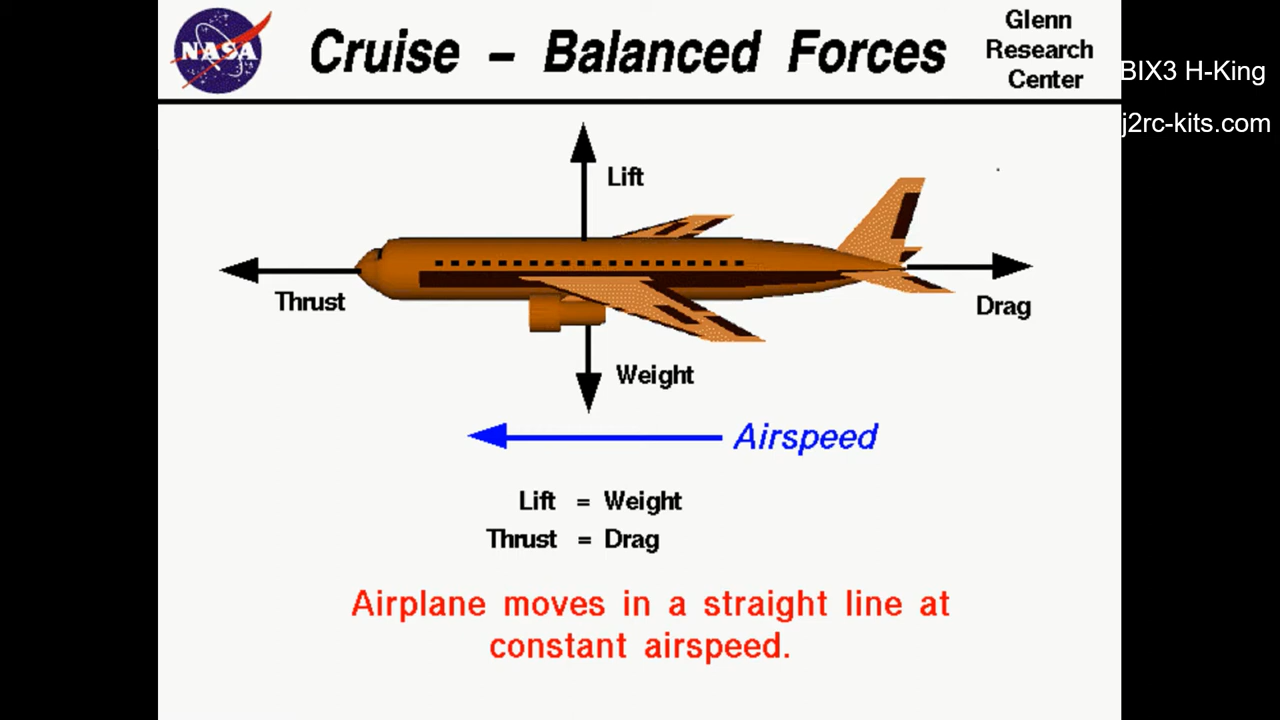 NASA
Cruise – Balanced Forces
Glenn
Research
Center
BIX3 H-King
j2rc-kits.com
Lift
Thrust
Drag
Weight
Airspeed
Lift = Weight
Thrust = Drag
Airplane moves in a straight line at
constant airspeed.